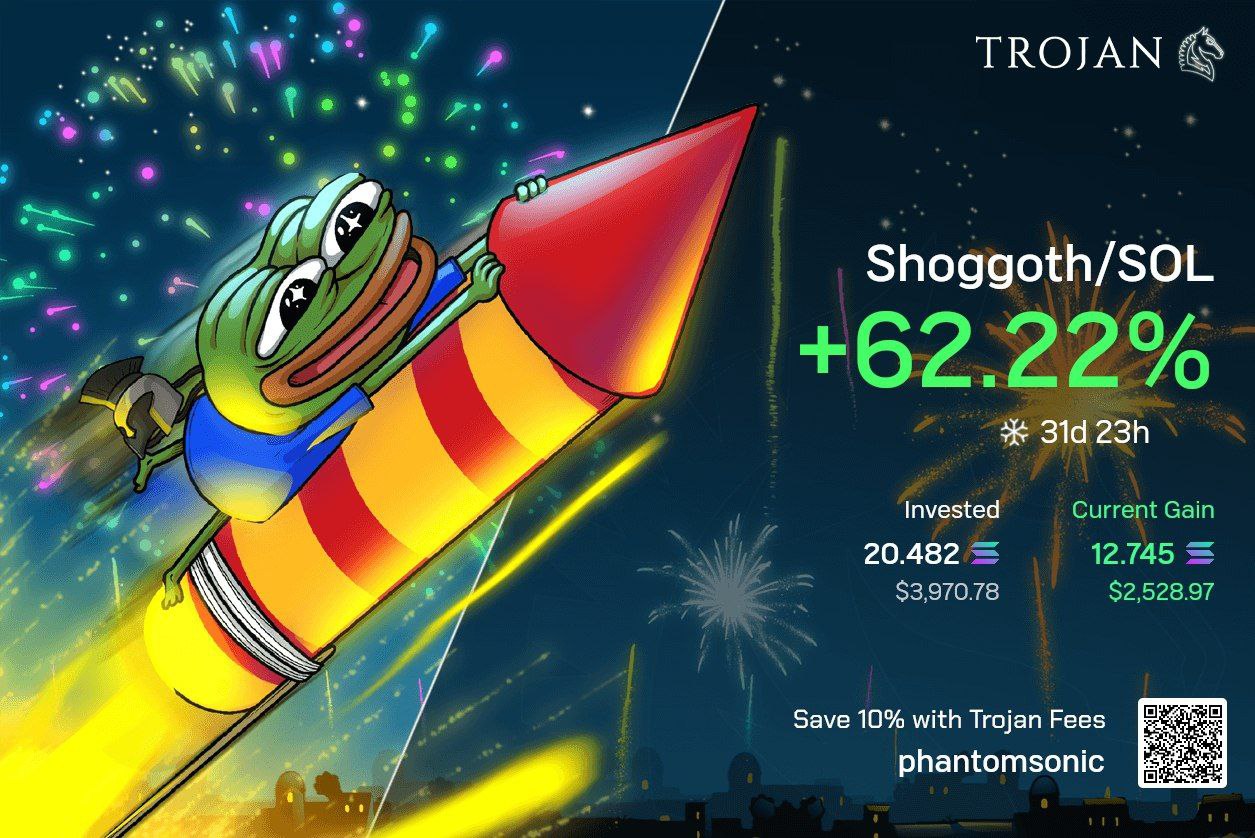 TROJAN
Shoggoth/SOL
+62.22%
31d 23h
Invested
Current Gain
20.482
12.745
$3,970.78
$2,528.97
Save 10% with Trojan Fees
phantomsonic